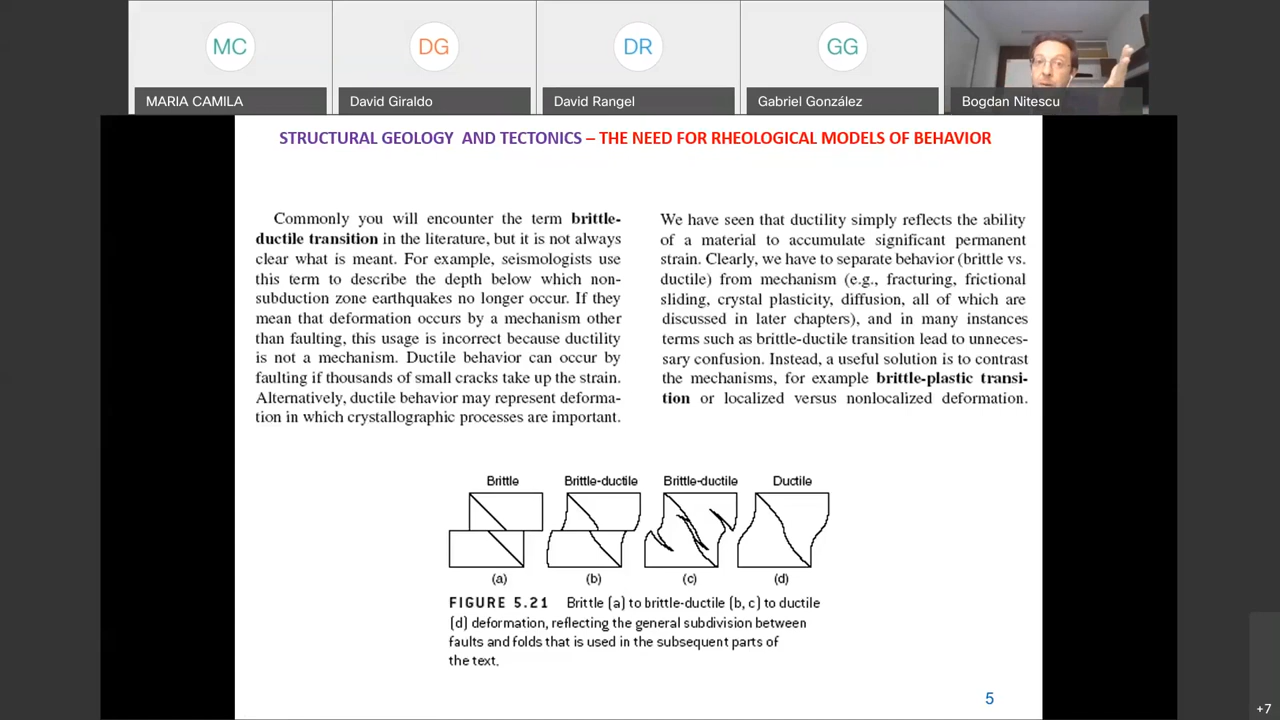 MC
DG
DR
GG
MARIA CAMILA
David Giraldo
David Rangel
Gabriel González
Bogdan Nitescu
STRUCTURAL GEOLOGY AND TECTONICS – THE NEED FOR RHEOLOGICAL MODELS OF BEHAVIOR
Commonly you will encounter the term brittle-
ductile transition in the literature, but it is not always
clear what is meant. For example, seismologists use
this term to describe the depth below which non-
subduction zone earthquakes no longer occur. If they
mean that deformation occurs by a mechanism other
than faulting, this usage is incorrect because ductility
is not a mechanism. Ductile behavior can occur by
faulting if thousands of small cracks take up the strain.
Alternatively, ductile behavior may represent deforma-
tion in which crystallographic processes are important.
We have seen that ductility simply reflects the ability
of a material to accumulate significant permanent
strain. Clearly, we have to separate behavior (brittle vs.
ductile) from mechanism (e.g., fracturing, frictional
sliding, crystal plasticity, diffusion, all of which are
discussed in later chapters), and in many instances
terms such as brittle-ductile transition lead to unneces-
sary confusion. Instead, a useful solution is to contrast
the mechanisms, for example brittle-plastic transi-
tion or localized versus nonlocalized deformation.
Brittle
Brittle-ductile
Brittle-ductile
Ductile
(a)
(b)
(c)
(d)
FIGURE 5.21 Brittle (a) to brittle-ductile (b, c) to ductile
(d) deformation, reflecting the general subdivision between
faults and folds that is used in the subsequent parts of
the text.
5
+7